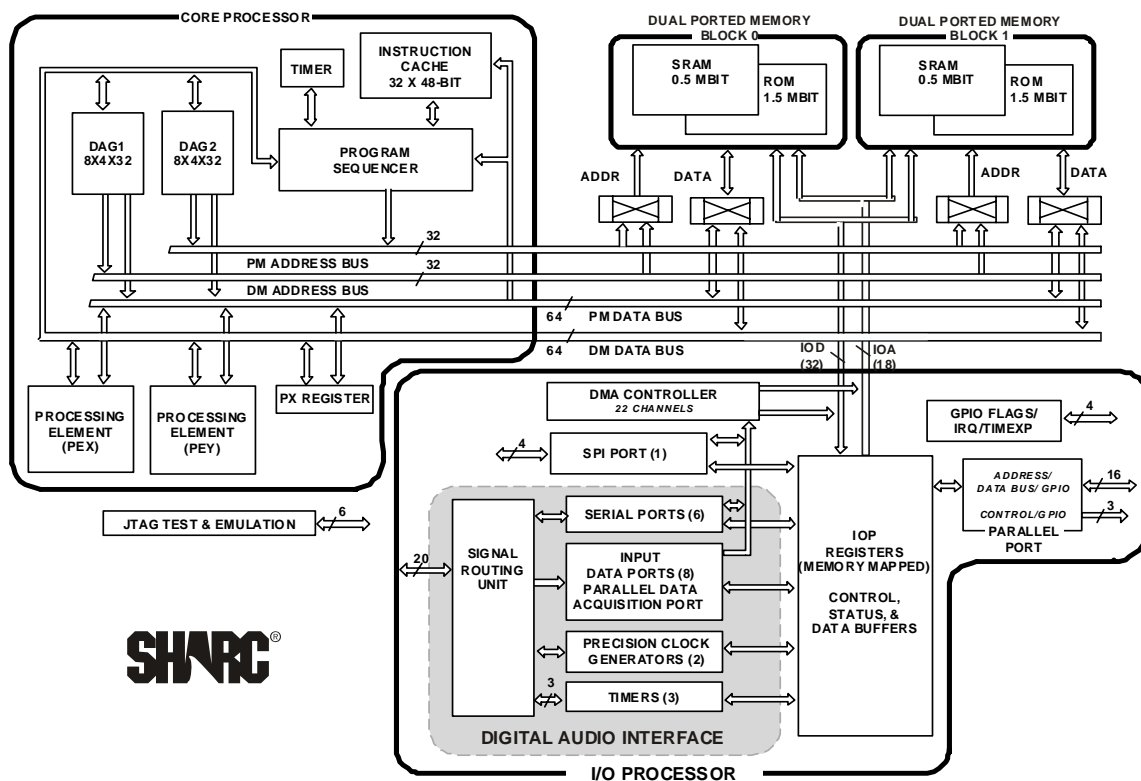 CORE PROCESSOR
TIMER
INSTRUCTION
CACHE
32 X 48-BIT
DAG1
8X4X32
DAG2
8X4X32
PROGRAM
SEQUENCER
DUAL PORTED MEMORY
BLOCK 0
SRAM
0.5 MBIT
ROM
1.5 MBIT
DUAL PORTED MEMORY
BLOCK 1
SRAM
0.5 MBIT
ROM
1.5 MBIT
ADDR
DATA
ADDR
DATA
32
PM ADDRESS BUS
32
DM ADDRESS BUS
64
PM DATA BUS
64
DM DATA BUS
IOD
(32)
IOA
(18)
PROCESSING
ELEMENT
(PEX)
PROCESSING
ELEMENT
(PEY)
PX REGISTER
JTAG TEST & EMULATION
6
DMA CONTROLLER
22 CHANNELS
4
SPI PORT (1)
GPIO FLAGS/
IRQ/TIMEXP
4
ADDRESS/
DATA BUS/ GPIO
CONTROL/GPIO
PARALLEL
PORT
16
3
20
SIGNAL
ROUTING
UNIT
SERIAL PORTS (6)
INPUT
DATA PORTS (8)
PARALLEL DATA
ACQUISITION PORT
PRECISION CLOCK
GENERATORS (2)
3
TIMERS (3)
IOP
REGISTERS
(MEMORY MAPPED)
CONTROL,
STATUS, &
DATA BUFFERS
DIGITAL AUDIO INTERFACE
I/O PROCESSOR
SHARC®